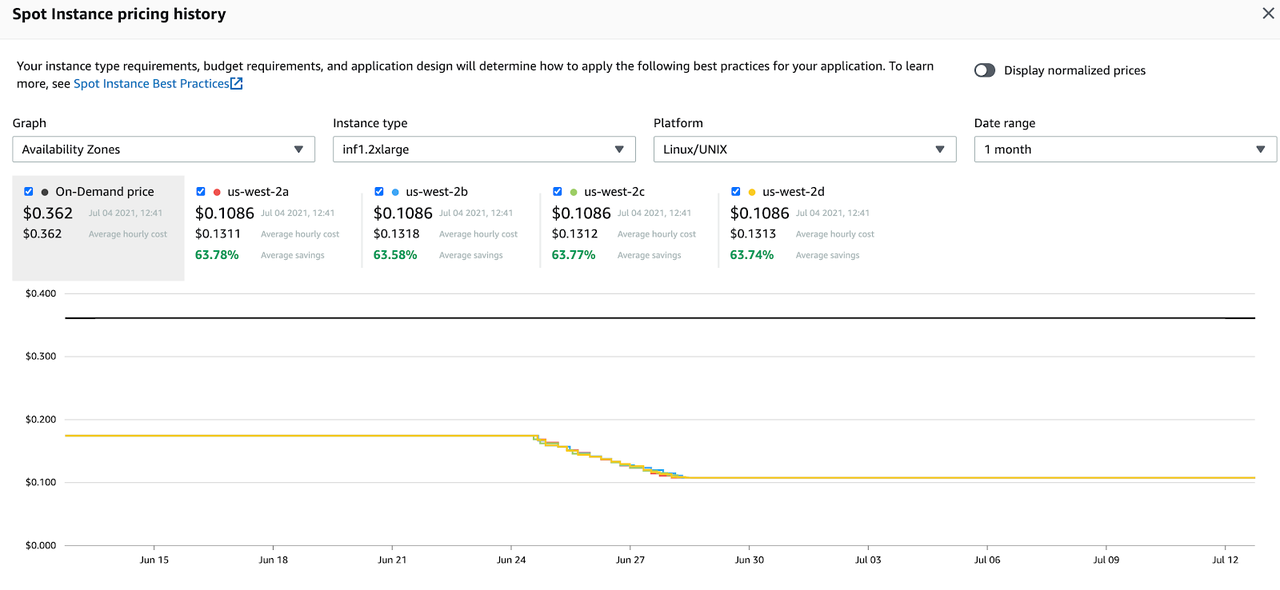 Spot Instance pricing history
Your instance type requirements, budget requirements, and application design will determine how to apply the following best practices for your application. To learn
more, see Spot Instance Best Practices
Display normalized prices
Graph
Availability Zones
Instance type
inf1.2xlarge
Platform
Linux/UNIX
Date range
1 month
On-Demand price
$0.362 Jul 04 2021, 12:41
$0.362 Average hourly cost
us-west-2a
$0.1086 Jul 04 2021, 12:41
$0.1311 Average hourly cost
63.78% Average savings
us-west-2b
$0.1086 Jul 04 2021, 12:41
$0.1318 Average hourly cost
63.58% Average savings
us-west-2c
$0.1086 Jul 04 2021, 12:41
$0.1312 Average hourly cost
63.77% Average savings
us-west-2d
$0.1086 Jul 04 2021, 12:41
$0.1313 Average hourly cost
63.74% Average savings
$0.400
$0.300
$0.200
$0.100
$0.000
Jun 15 Jun 18 Jun 21 Jun 24 Jun 27 Jun 30 Jul 03 Jul 06 Jul 09 Jul 12